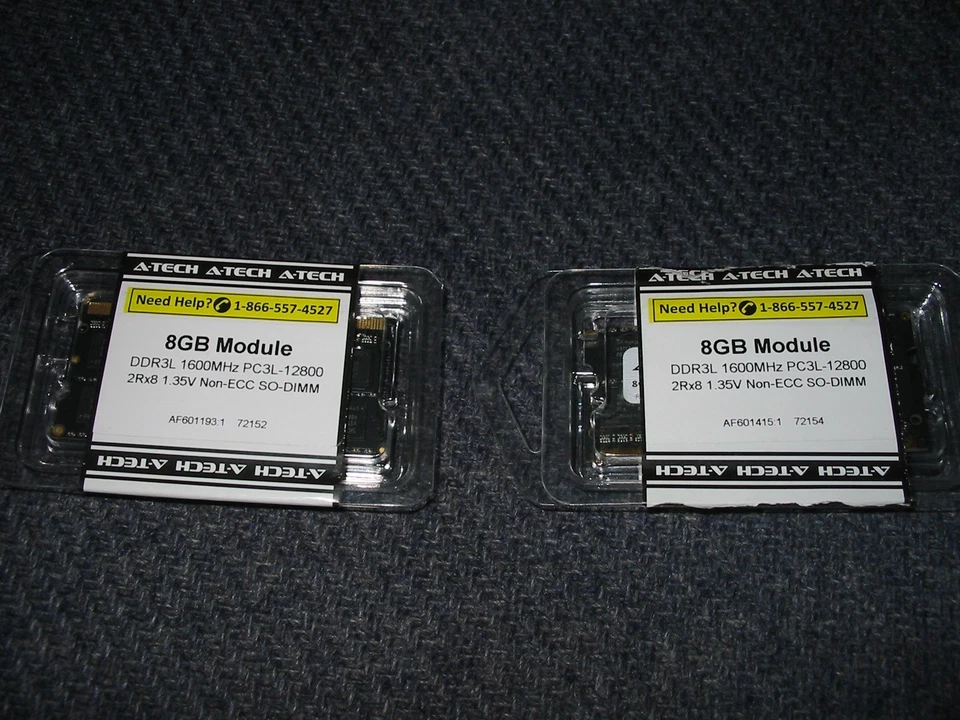 A-TECH A-TECH A-TECH
Need Help? 1-866-557-4527
8GB Module
DDR3L 1600MHz PC3L-12800
2Rx8 1.35V Non-ECC SO-DIMM
AF601193:1 72152
A-TECH A-TECH A-TECH
A-TECH A-TECH A-TECH
Need Help? 1-866-557-4527
8GB Module
DDR3L 1600MHz PC3L-12800
2Rx8 1.35V Non-ECC SO-DIMM
AF601415:1 72154
A-TECH A-TECH A-TECH